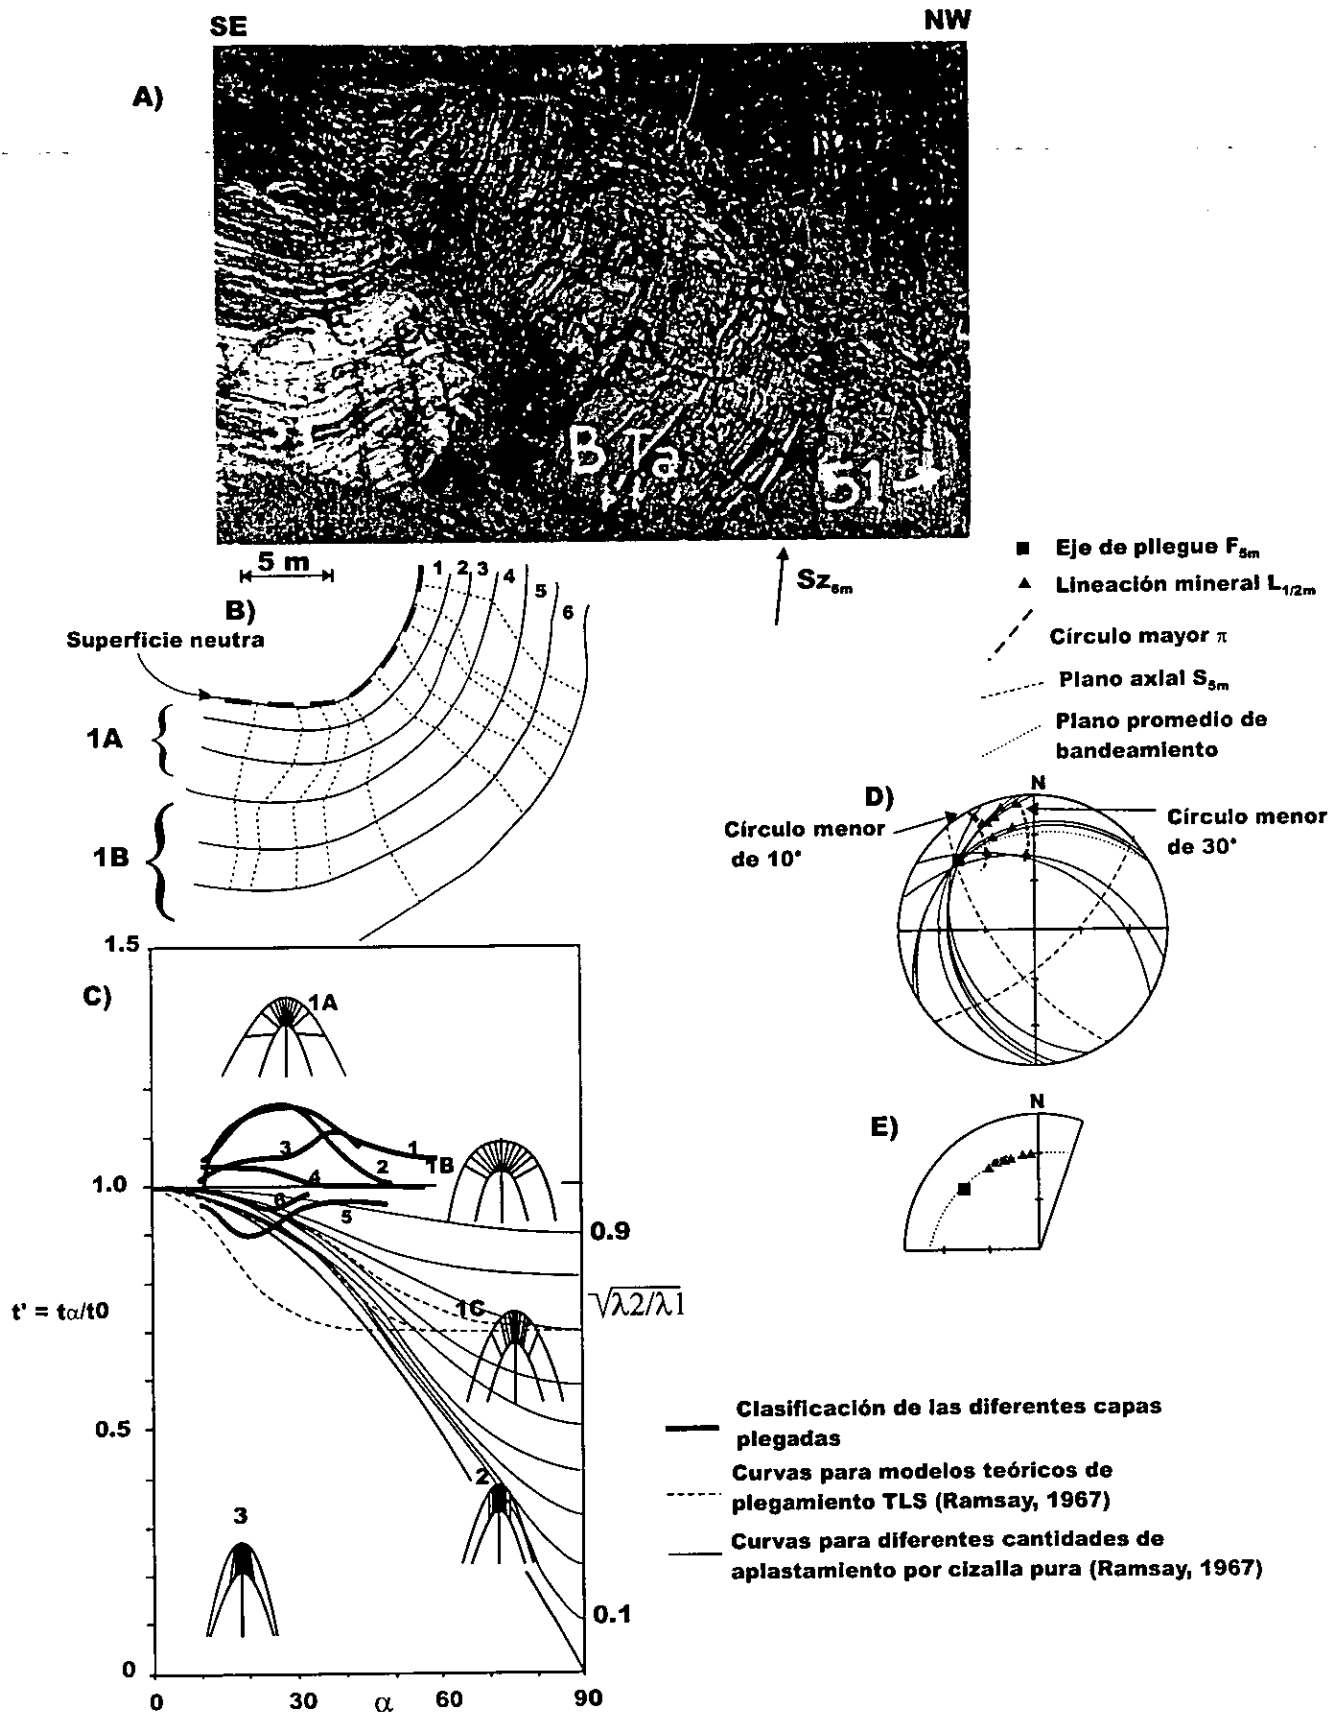 SE
NW
A)
B T a
S1
5 m
Sz5m
B)
Superficie neutra
1 2 3 4 5 6
1A
1B
■ Eje de pliegue F5m
▲ Lineación mineral L1/2m
Círculo mayor π
Plano axial S5m
Plano promedio de
bandeamiento
D)
N
Círculo menor
de 10°
Círculo menor
de 30°
E)
N
C)
1.5
1.0
0.5
0
t' = tα/t0
1A
3
1
2
1B
4
6
5
1C
2
3
0.9
√λ2/λ1
0.1
0
30
α
60
90
Clasificación de las diferentes capas
plegadas
Curvas para modelos teóricos de
plegamiento TLS (Ramsay, 1967)
Curvas para diferentes cantidades de
aplastamiento por cizalla pura (Ramsay, 1967)